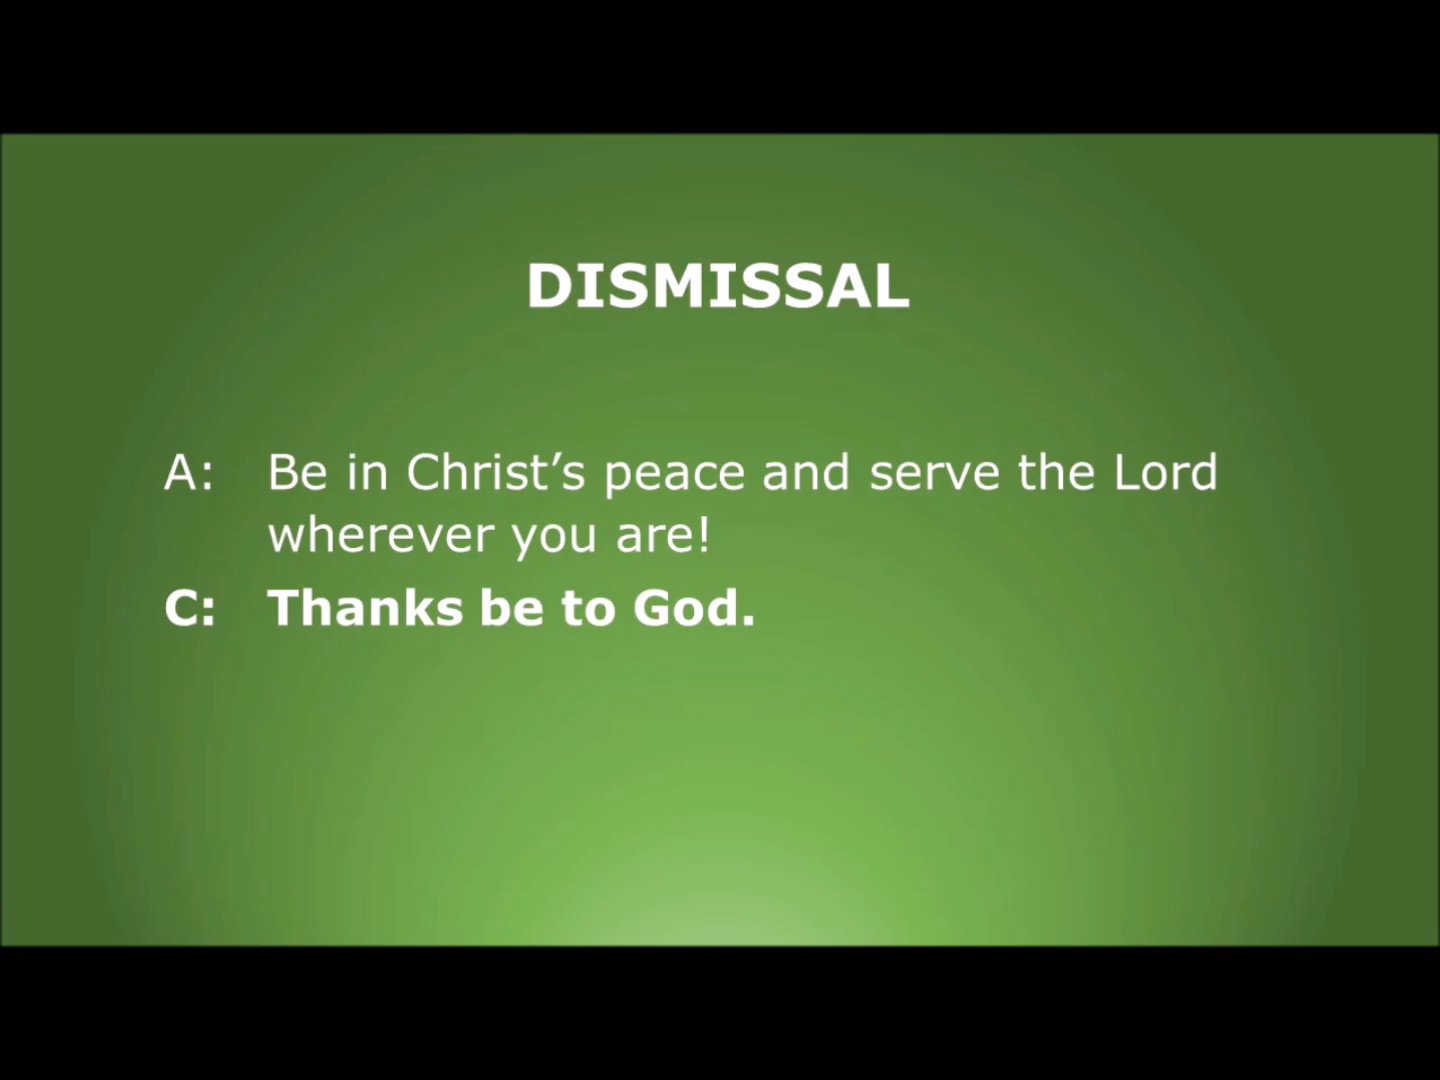 DISMISSAL
A: Be in Christ’s peace and serve the Lord
wherever you are!
C: Thanks be to God.